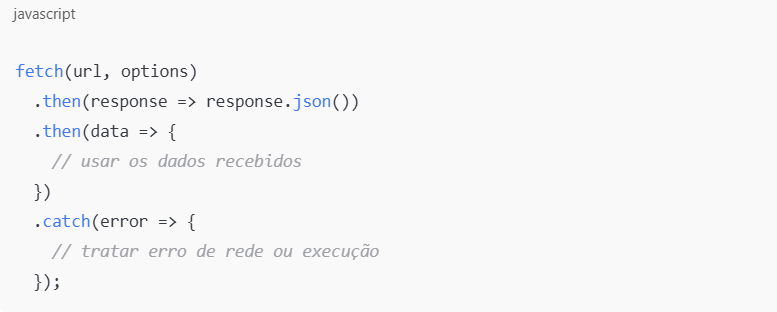 javascript
fetch(url, options)
.then(response => response.json())
.then(data => {
// usar os dados recebidos
})
.catch(error => {
// tratar erro de rede ou execução
});